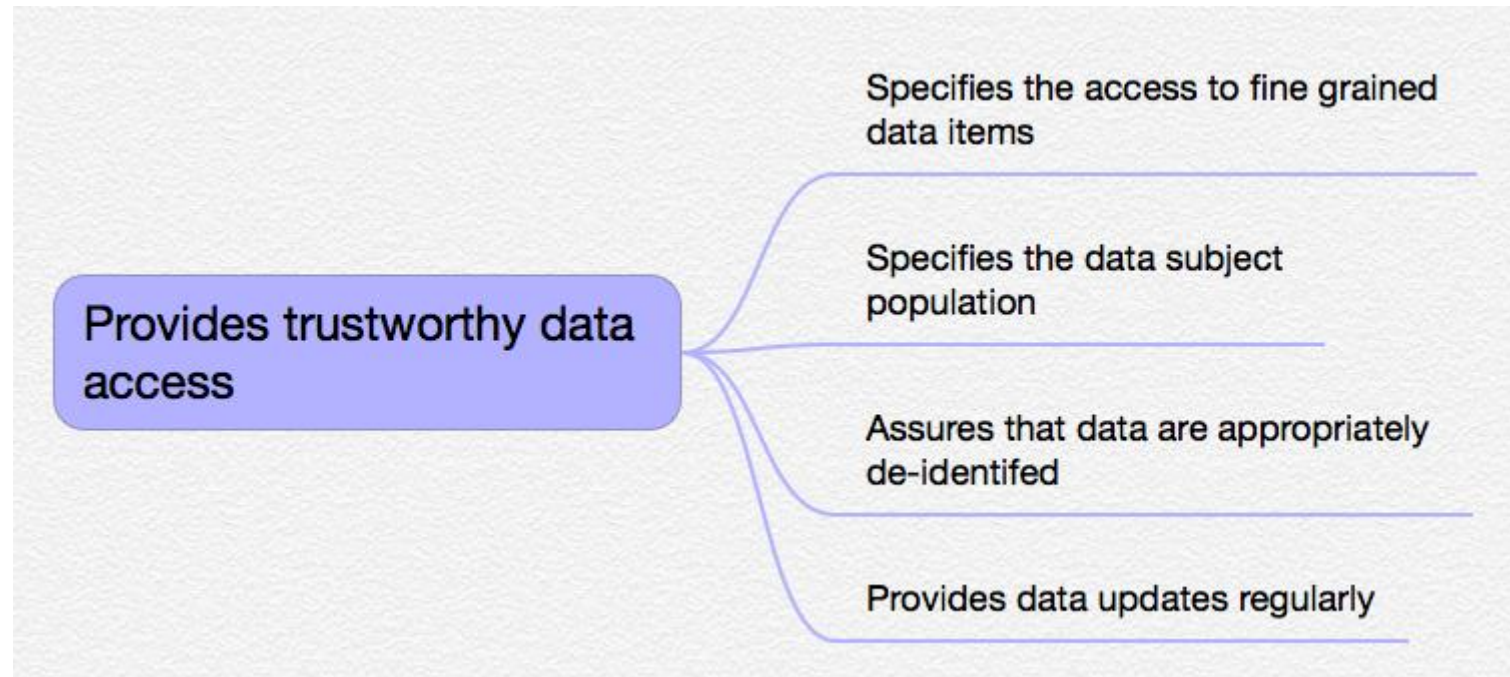 Provides trustworthy data
access
Specifies the access to fine grained
data items
Specifies the data subject
population
Assures that data are appropriately
de-identifed
Provides data updates regularly